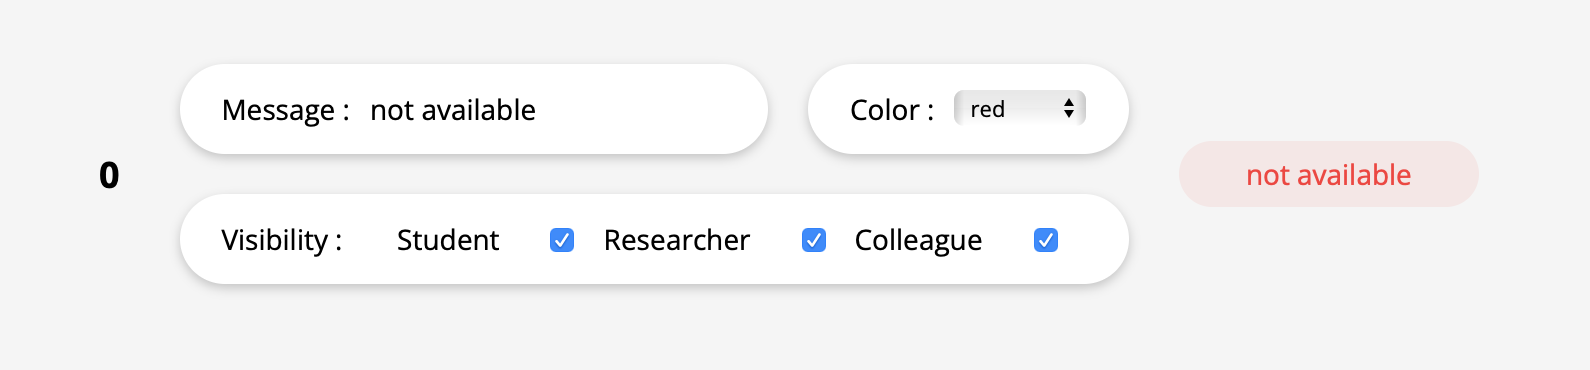 Message : not available
Color : red
0
not available
Visibility : Student Researcher Colleague